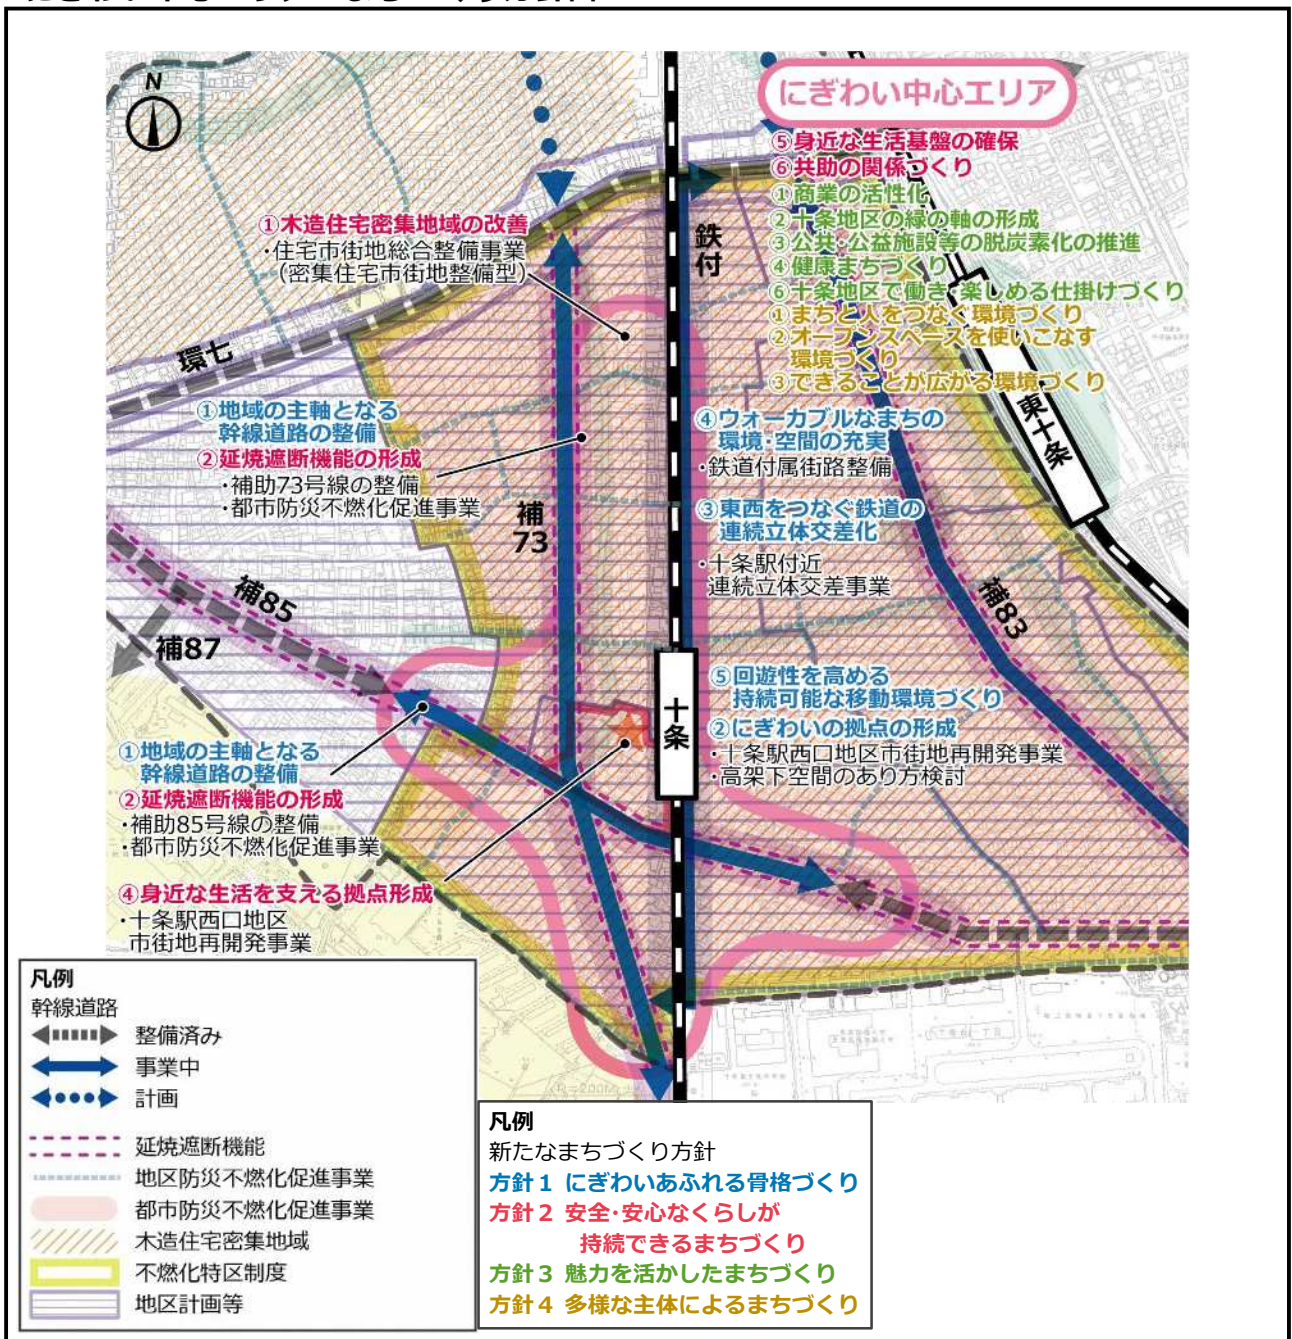 N
にぎわい中心エリア
⑤身近な生活基盤の確保
⑥共助の関係づくり
①商業の活性化
②十条地区の緑の軸の形成
③公共・公益施設等の脱炭素化の推進
④健康まちづくり
⑥十条地区で働き・楽しめる仕掛けづくり
①まちと人をつなぐ環境づくり
②オープンスペースを使いこなす
環境づくり
③できることが広がる環境づくり
①木造住宅密集地域の改善
・住宅市街地総合整備事業
(密集住宅市街地整備型)
鉄付
環七
東十条
①地域の主軸となる
幹線道路の整備
②延焼遮断機能の形成
・補助73号線の整備
・都市防災不燃化促進事業
補73
④ウォーカブルなまちの
環境・空間の充実
・鉄道付属街路整備
③東西をつなぐ鉄道の
連続立体交差化
・十条駅付近
連続立体交差事業
補85
補87
補83
十条
⑤回遊性を高める
持続可能な移動環境づくり
②にぎわいの拠点の形成
・十条駅西口地区市街地再開発事業
・高架下空間のあり方検討
①地域の主軸となる
幹線道路の整備
②延焼遮断機能の形成
・補助85号線の整備
・都市防災不燃化促進事業
④身近な生活を支える拠点形成
・十条駅西口地区
市街地再開発事業
凡例
幹線道路
整備済み
事業中
計画
延焼遮断機能
地区防災不燃化促進事業
都市防災不燃化促進事業
木造住宅密集地域
不燃化特区制度
地区計画等
凡例
新たなまちづくり方針
方針１ にぎわいあふれる骨格づくり
方針２ 安全・安心なくらしが
持続できるまちづくり
方針３ 魅力を活かしたまちづくり
方針４ 多様な主体によるまちづくり